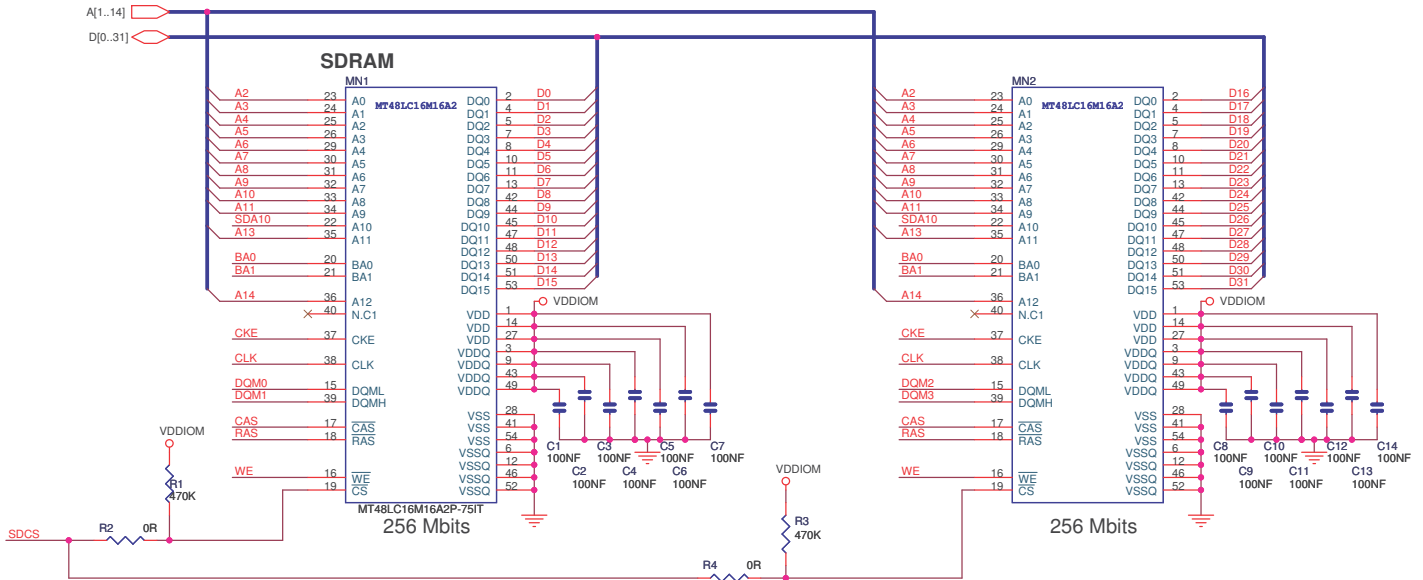 A[1..14]
D[0..31]
SDRAM
MN1
MT48LC16M16A2
A2 23 A0 DQ0 2 D0
A3 24 A1 DQ1 4 D1
A4 25 A2 DQ2 5 D2
A5 26 A3 DQ3 7 D3
A6 29 A4 DQ4 8 D4
A7 30 A5 DQ5 10 D5
A8 31 A6 DQ6 11 D6
A9 32 A7 DQ7 13 D7
A10 33 A8 DQ8 42 D8
A11 34 A9 DQ9 44 D9
SDA10 22 A10 DQ10 45 D10
A13 35 A11 DQ11 47 D11
DQ12 48 D12
BA0 20 BA0 DQ13 50 D13
BA1 21 BA1 DQ14 51 D14
DQ15 53 D15
A14 36 A12 VDDIOM
40 N.C1 VDD 1
VDD 14
CKE 37 CKE VDD 27
VDDQ 3
CLK 38 CLK VDDQ 9
VDDQ 43
DQM0 15 DQML VDDQ 49
DQM1 39 DQMH
VSS 28
CAS 17 CAS VSS 41
RAS 18 RAS VSS 54
VSSQ 6
VSSQ 12
WE 16 WE VSSQ 46
19 CS VSSQ 52
C1 C3 C5 C7
100NF 100NF 100NF 100NF
C2 C4 C6
100NF 100NF 100NF
MT48LC16M16A2P-75IT
256 Mbits
VDDIOM
R1
470K
SDCS
R2 0R
MN2
MT48LC16M16A2
A2 23 A0 DQ0 2 D16
A3 24 A1 DQ1 4 D17
A4 25 A2 DQ2 5 D18
A5 26 A3 DQ3 7 D19
A6 29 A4 DQ4 8 D20
A7 30 A5 DQ5 10 D21
A8 31 A6 DQ6 11 D22
A9 32 A7 DQ7 13 D23
A10 33 A8 DQ8 42 D24
A11 34 A9 DQ9 44 D25
SDA10 22 A10 DQ10 45 D26
A13 35 A11 DQ11 47 D27
DQ12 48 D28
BA0 20 BA0 DQ13 50 D29
BA1 21 BA1 DQ14 51 D30
DQ15 53 D31
A14 36 A12 VDDIOM
40 N.C1 VDD 1
VDD 14
CKE 37 CKE VDD 27
VDDQ 3
CLK 38 CLK VDDQ 9
VDDQ 43
DQM2 15 DQML VDDQ 49
DQM3 39 DQMH
VSS 28
CAS 17 CAS VSS 41
RAS 18 RAS VSS 54
VSSQ 6
VSSQ 12
WE 16 WE VSSQ 46
19 CS VSSQ 52
C8 C10 C12 C14
100NF 100NF 100NF 100NF
C9 C11 C13
100NF 100NF 100NF
256 Mbits
VDDIOM
R3
470K
R4 0R